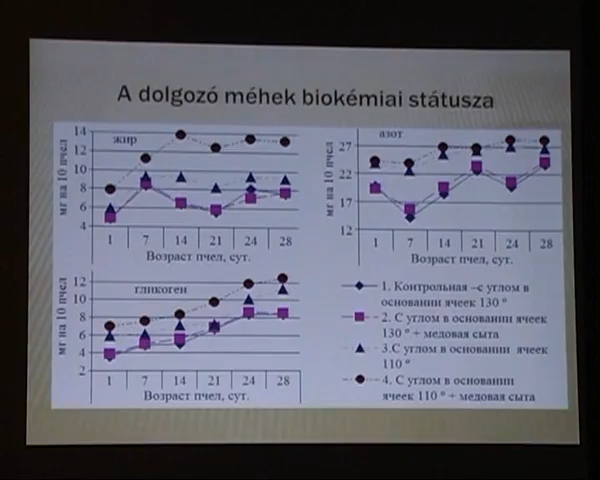 A dolgozó méhek biokémiai státusza
14
12
10
8
6
4
жир
мг на 10 пчел
1 7 14 21 24 28
Возраст пчел, сут.
27
22
17
12
азот
мг на 10 пчел
1 7 14 21 24 28
Возраст пчел, сут.
12
10
8
6
4
2
гликоген
мг на 10 пчел
1 7 14 21 24 28
Возраст пчел, сут.
1. Контрольная –с углом в
основании ячеек 130 °
2. С углом в основании ячеек
130 ° + медовая сыта
3.С углом в основании ячеек
110 °
4. С углом в основании
ячеек 110 ° + медовая сыта